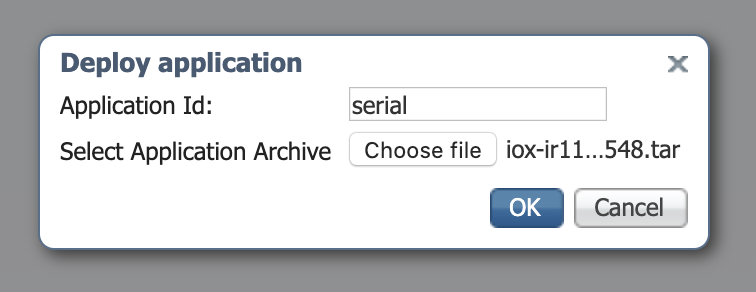 Deploy application
Application Id: serial
Select Application Archive Choose file iox-ir11...548.tar
OK Cancel